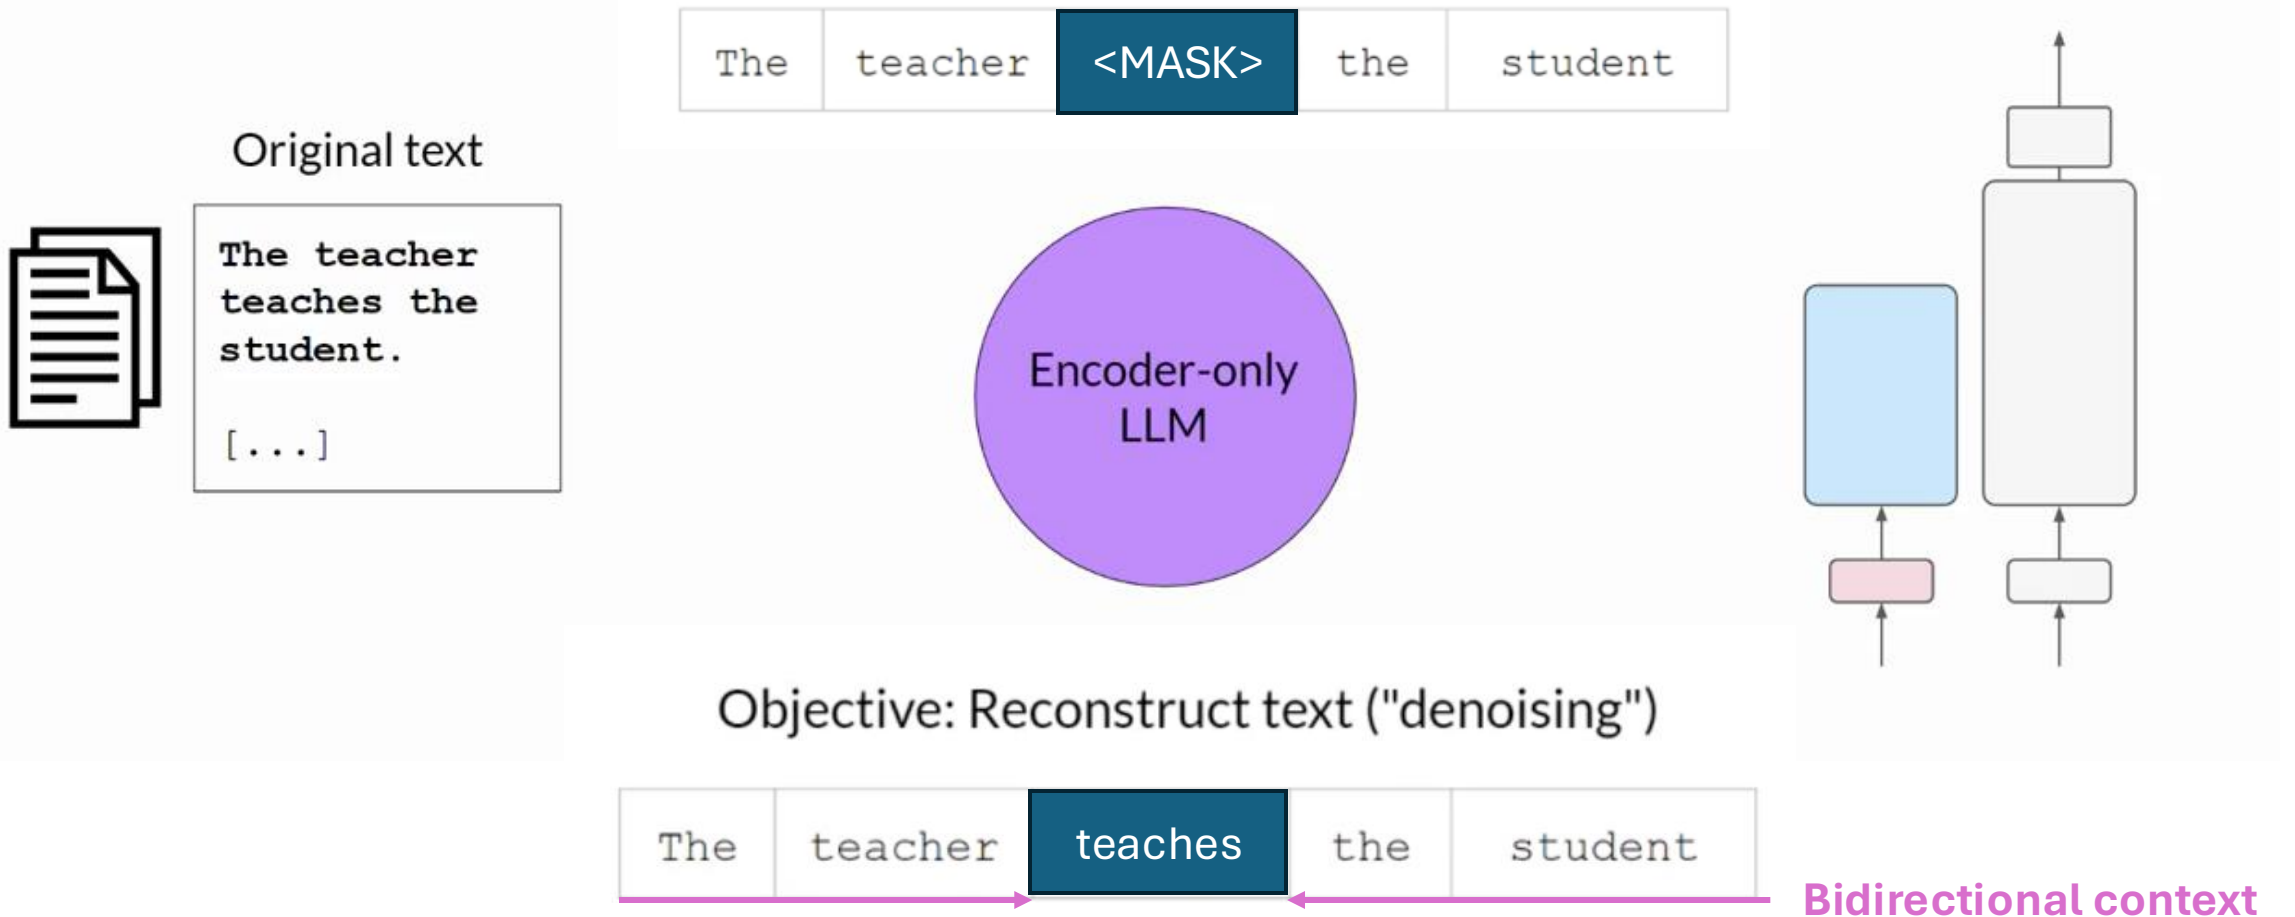 The teacher <MASK> the student
Original text
The teacher
teaches the
student.
[...]
Encoder-only
LLM
Objective: Reconstruct text ("denoising")
The teacher teaches the student
Bidirectional context